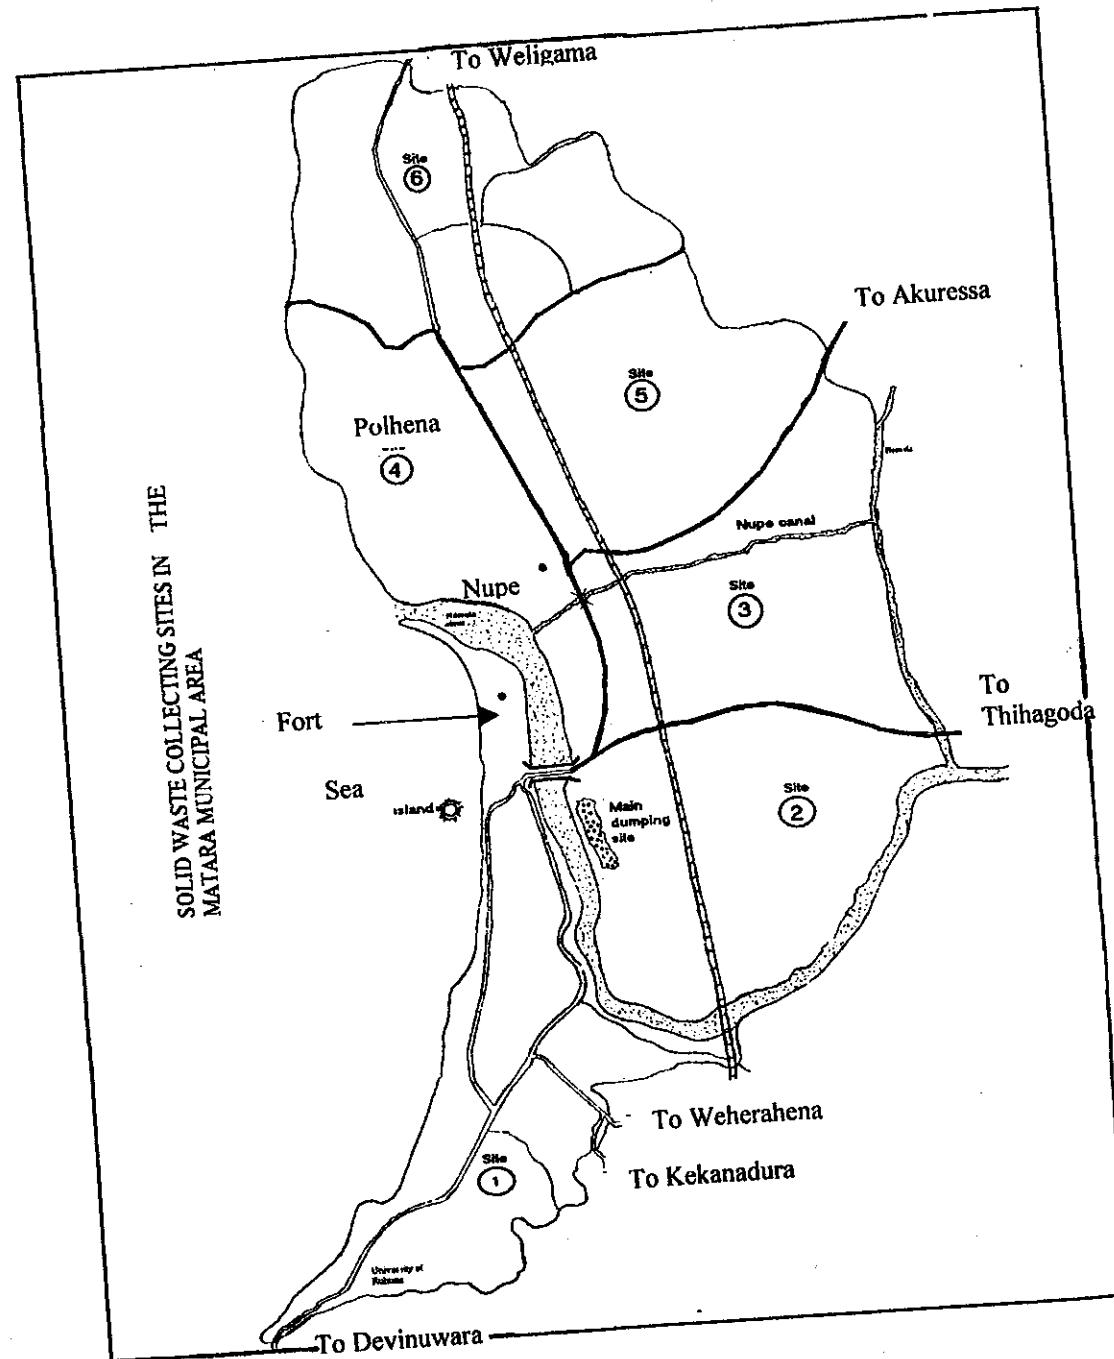 To Weligama
Site
6
To Akuressa
Site
5
Polhena
4
Nupe canal
Nupe
Site
3
SOLID WASTE COLLECTING SITES IN THE
MATARA MUNICIPAL AREA
To
Thihagoda
Fort
Sea
island
Main
dumping
site
Site
2
To Weherahena
To Kekanadura
Site
1
University of
Ruhuna
To Devinuwara